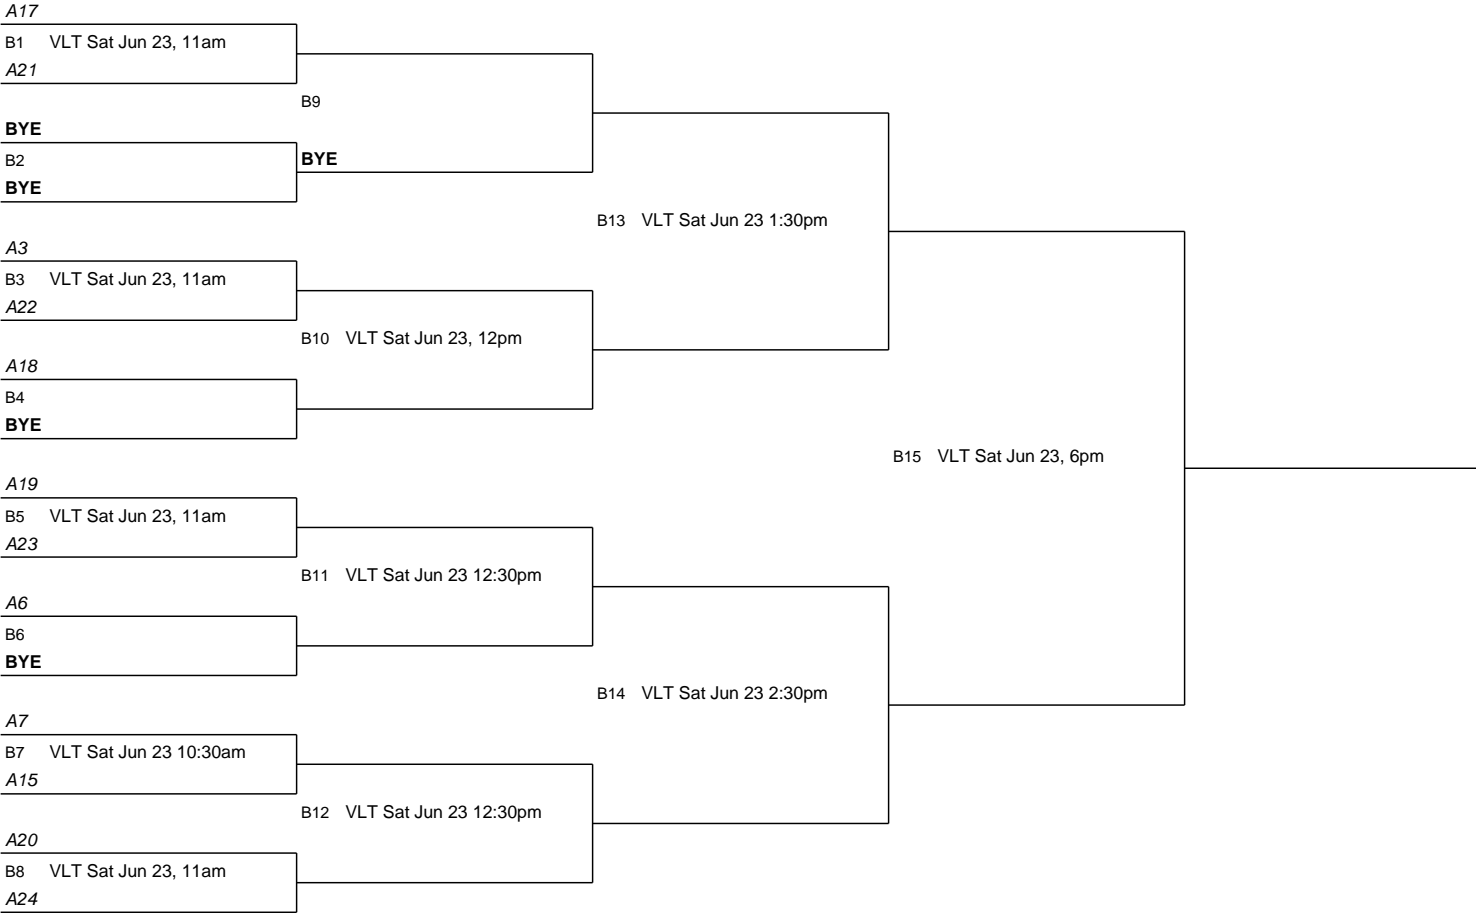 A17
B1 VLT Sat Jun 23, 11am
A21
B9
BYE
B2
BYE
BYE
B13 VLT Sat Jun 23 1:30pm
A3
B3 VLT Sat Jun 23, 11am
A22
B10 VLT Sat Jun 23, 12pm
A18
B4
BYE
B15 VLT Sat Jun 23, 6pm
A19
B5 VLT Sat Jun 23, 11am
A23
B11 VLT Sat Jun 23 12:30pm
A6
B6
BYE
B14 VLT Sat Jun 23 2:30pm
A7
B7 VLT Sat Jun 23 10:30am
A15
B12 VLT Sat Jun 23 12:30pm
A20
B8 VLT Sat Jun 23, 11am
A24